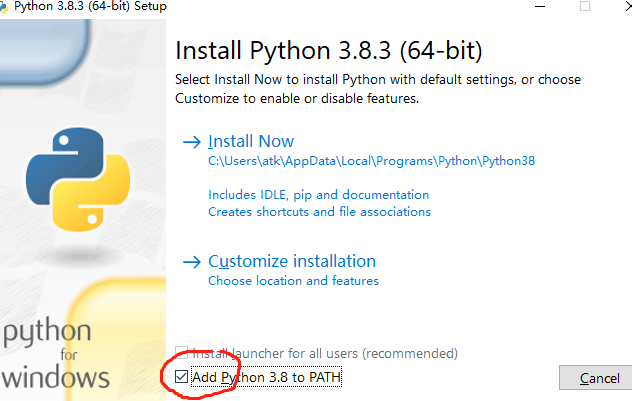 Python 3.8.3 (64-bit) Setup
Install Python 3.8.3 (64-bit)
Select Install Now to install Python with default settings, or choose
Customize to enable or disable features.
Install Now
C:\Users\atk\AppData\Local\Programs\Python\Python38
Includes IDLE, pip and documentation
Creates shortcuts and file associations
Customize installation
Choose location and features
python
for
windows
Install launcher for all users (recommended)
Add Python 3.8 to PATH
Cancel